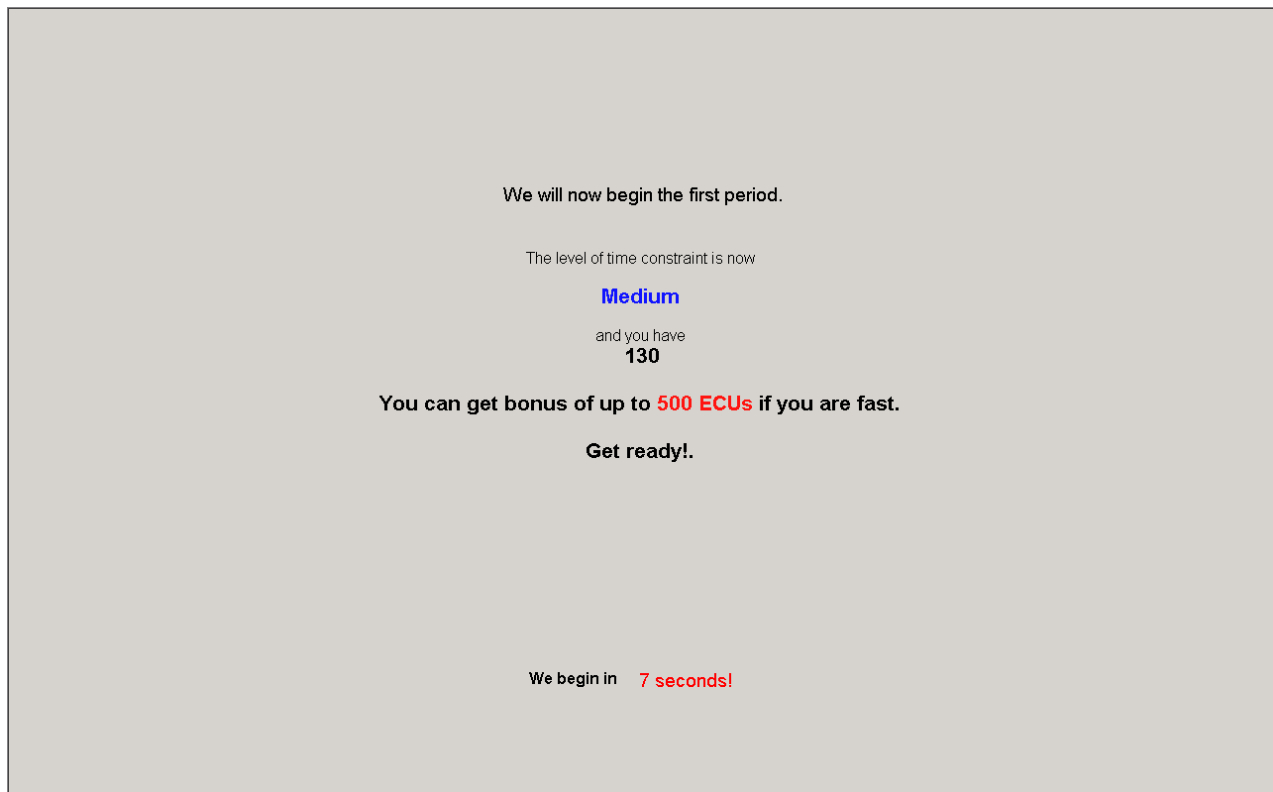 We will now begin the first period.
The level of time constraint is now
Medium
and you have
130
You can get bonus of up to 500 ECUs if you are fast.
Get ready!.
We begin in 7 seconds!